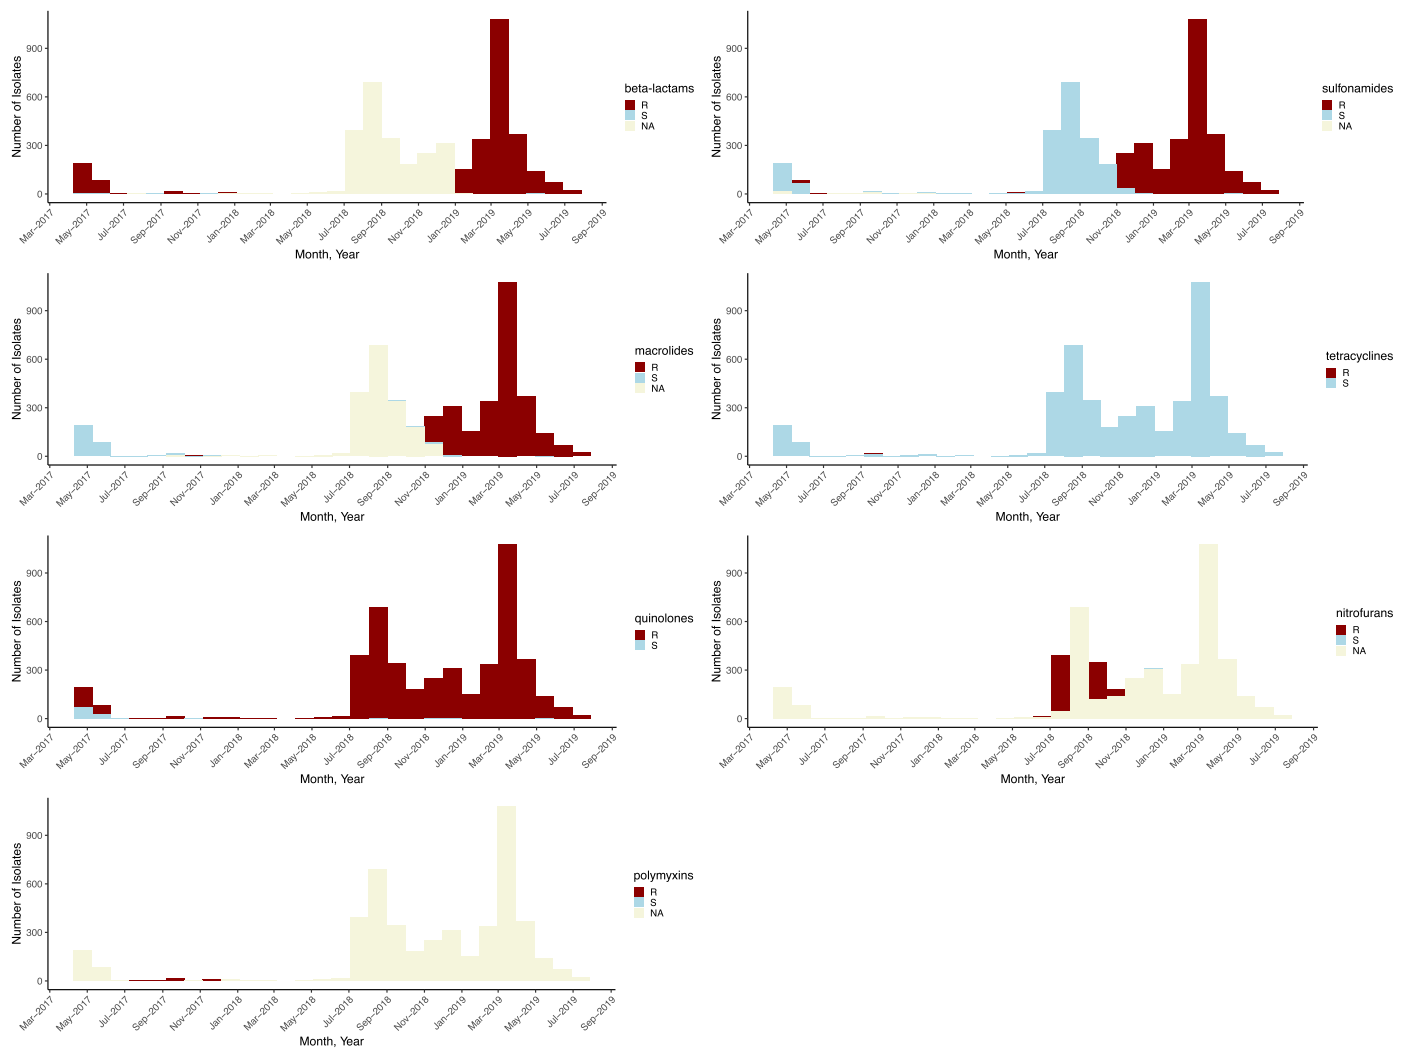 Number of Isolates
900
600
300
0
Mar–2017
May–2017
Jul–2017
Sep–2017
Nov–2017
Jan–2018
Mar–2018
May–2018
Jul–2018
Sep–2018
Nov–2018
Jan–2019
Mar–2019
May–2019
Jul–2019
Sep–2019
Month, Year
beta-lactams
R
S
NA
Number of Isolates
900
600
300
0
Mar–2017
May–2017
Jul–2017
Sep–2017
Nov–2017
Jan–2018
Mar–2018
May–2018
Jul–2018
Sep–2018
Nov–2018
Jan–2019
Mar–2019
May–2019
Jul–2019
Sep–2019
Month, Year
sulfonamides
R
S
NA
Number of Isolates
900
600
300
0
Mar–2017
May–2017
Jul–2017
Sep–2017
Nov–2017
Jan–2018
Mar–2018
May–2018
Jul–2018
Sep–2018
Nov–2018
Jan–2019
Mar–2019
May–2019
Jul–2019
Sep–2019
Month, Year
macrolides
R
S
NA
Number of Isolates
900
600
300
0
Mar–2017
May–2017
Jul–2017
Sep–2017
Nov–2017
Jan–2018
Mar–2018
May–2018
Jul–2018
Sep–2018
Nov–2018
Jan–2019
Mar–2019
May–2019
Jul–2019
Sep–2019
Month, Year
tetracyclines
R
S
Number of Isolates
900
600
300
0
Mar–2017
May–2017
Jul–2017
Sep–2017
Nov–2017
Jan–2018
Mar–2018
May–2018
Jul–2018
Sep–2018
Nov–2018
Jan–2019
Mar–2019
May–2019
Jul–2019
Sep–2019
Month, Year
quinolones
R
S
Number of Isolates
900
600
300
0
Mar–2017
May–2017
Jul–2017
Sep–2017
Nov–2017
Jan–2018
Mar–2018
May–2018
Jul–2018
Sep–2018
Nov–2018
Jan–2019
Mar–2019
May–2019
Jul–2019
Sep–2019
Month, Year
nitrofurans
R
S
NA
Number of Isolates
900
600
300
0
Mar–2017
May–2017
Jul–2017
Sep–2017
Nov–2017
Jan–2018
Mar–2018
May–2018
Jul–2018
Sep–2018
Nov–2018
Jan–2019
Mar–2019
May–2019
Jul–2019
Sep–2019
Month, Year
polymyxins
R
S
NA